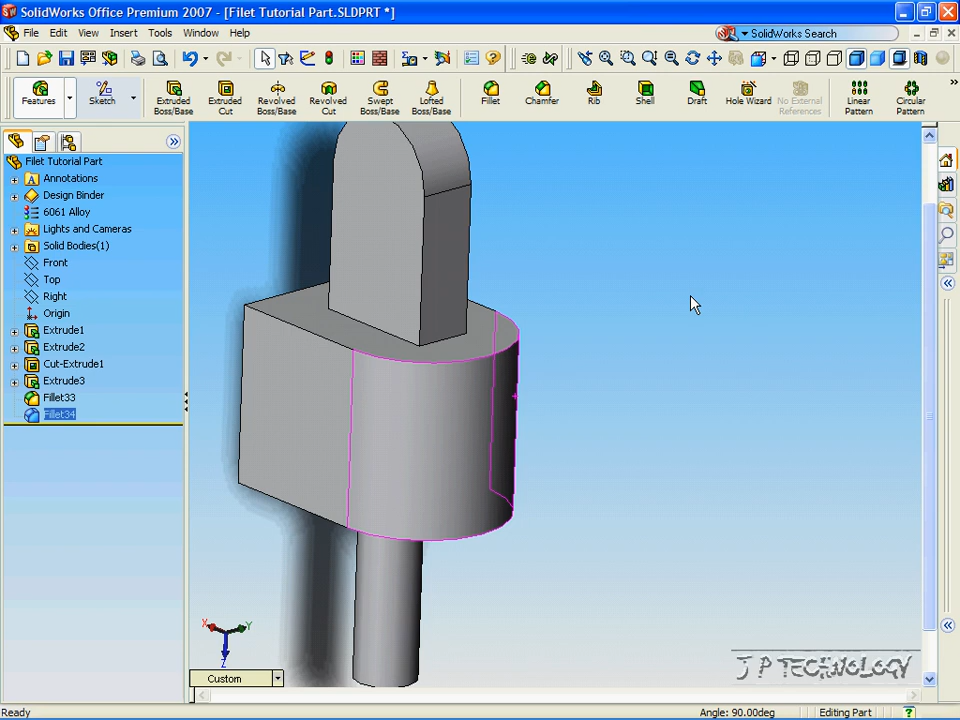 SolidWorks Office Premium 2007 - [Filet Tutorial Part.SLDPRT *]
File Edit View Insert Tools Window Help
SolidWorks Search
Features Sketch Extruded Boss/Base Extruded Cut Revolved Boss/Base Revolved Cut Swept Boss/Base Lofted Boss/Base Fillet Chamfer Rib Shell Draft Hole Wizard No External References Linear Pattern Circular Pattern
Filet Tutorial Part
Annotations
Design Binder
6061 Alloy
Lights and Cameras
Solid Bodies(1)
Front
Top
Right
Origin
Extrude1
Extrude2
Cut-Extrude1
Extrude3
Fillet33
Fillet34
X Y
Z
Custom
J P TECHNOLOGY
Ready Angle: 90.00deg Editing Part